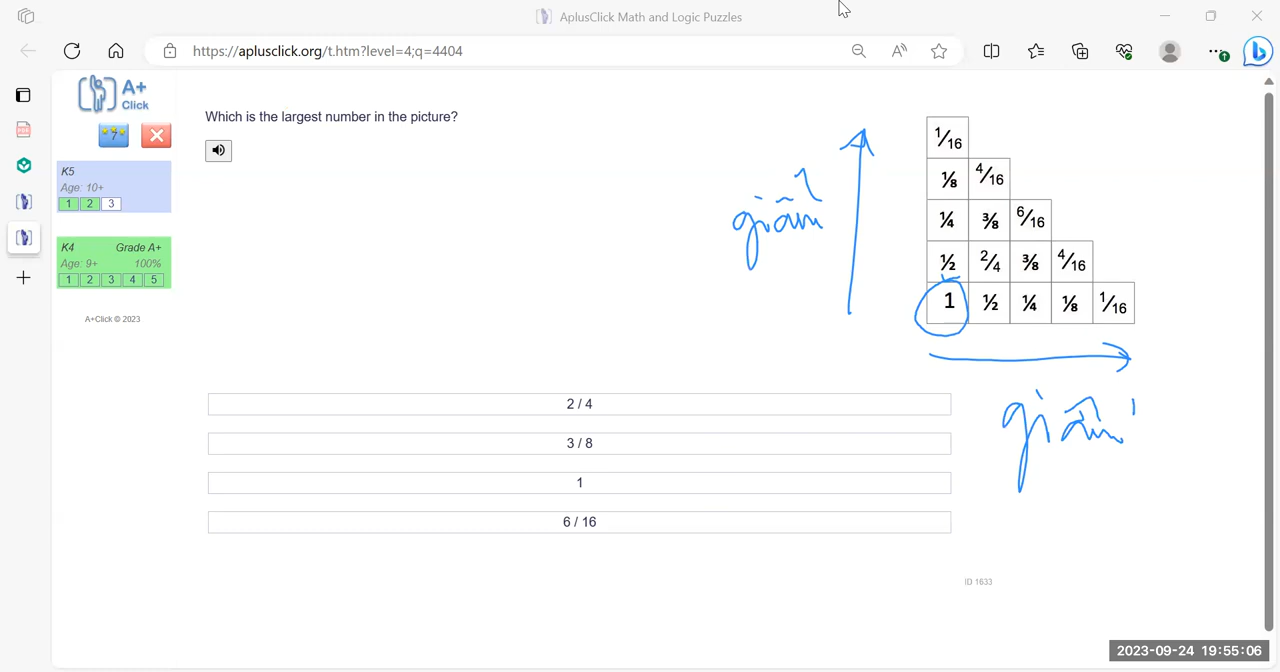 AplusClick Math and Logic Puzzles
https://aplusclick.org/t.htm?level=4;q=4404
A+
Click
7
K5
Age: 10+
1 2 3
K4 Grade A+
Age: 9+ 100%
1 2 3 4 5
A+Click © 2023
Which is the largest number in the picture?
1/16
1/8 4/16
1/4 3/8 6/16
1/2 2/4 3/8 4/16
1 1/2 1/4 1/8 1/16
2 / 4
3 / 8
1
6 / 16
ID 1633
2023-09-24 19:55:06